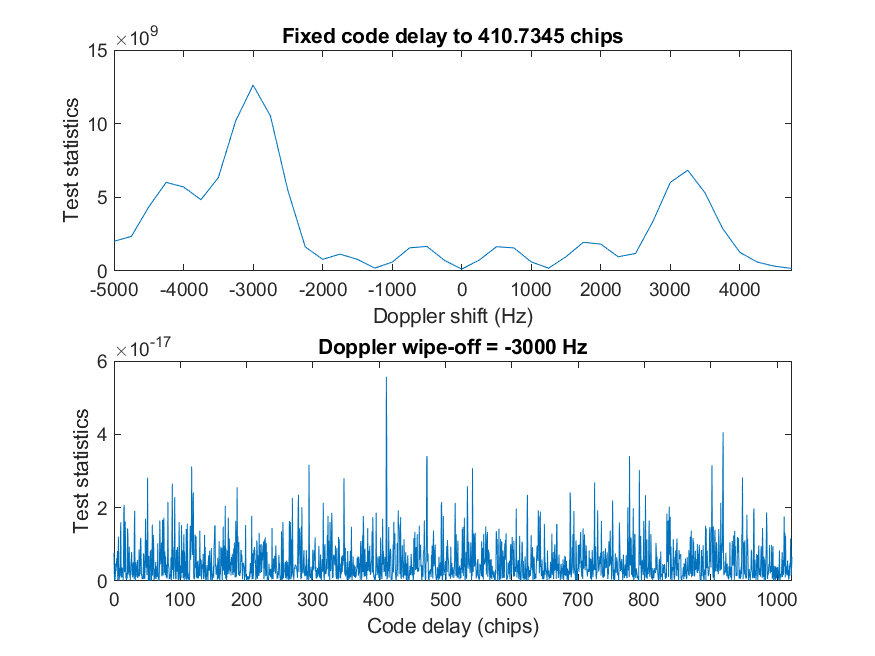 ×10^9
Fixed code delay to 410.7345 chips
15
10
5
0
Test statistics
-5000 -4000 -3000 -2000 -1000 0 1000 2000 3000 4000
Doppler shift (Hz)
×10^-17
Doppler wipe-off = -3000 Hz
6
4
2
0
Test statistics
0 100 200 300 400 500 600 700 800 900 1000
Code delay (chips)